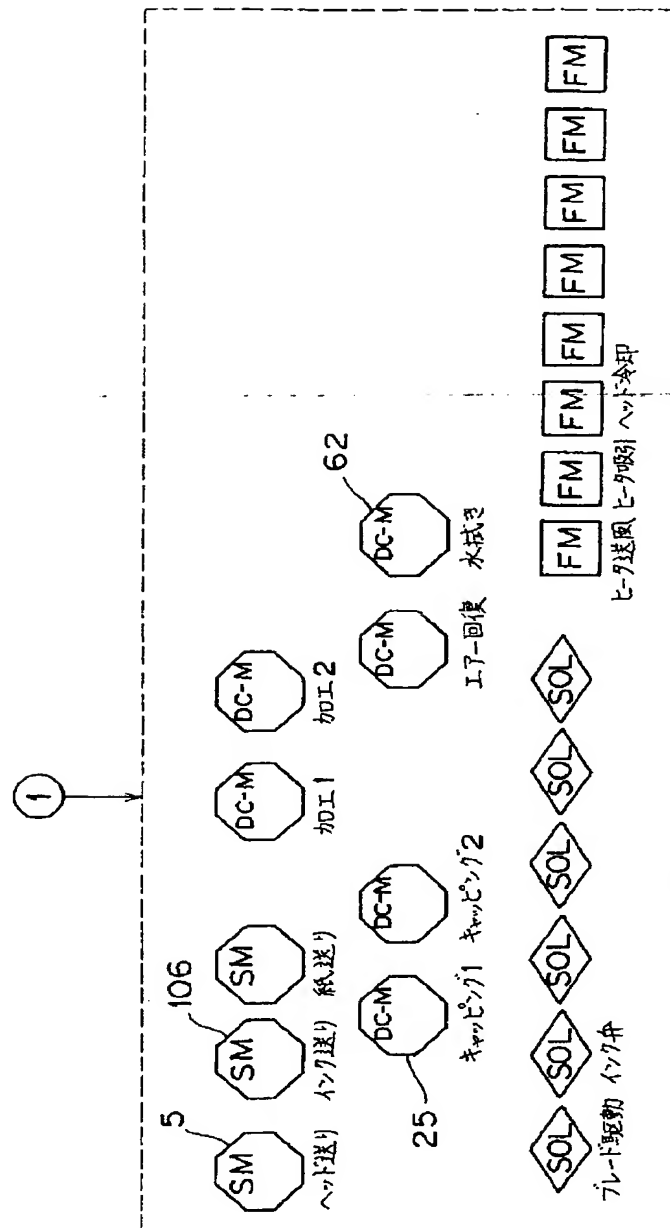 1
5
106
SM
SM
SM
DC-M
DC-M
ヘッド送り
インク送り
紙送り
加工1
加工2
62
DC-M
DC-M
DC-M
DC-M
キャッピング1
キャッピング2
エアー回復
水拭き
25
SOL
SOL
SOL
SOL
SOL
SOL
FM
FM
FM
FM
FM
FM
FM
FM
ブレード駆動
インク弁
ヒータ送風
ヒータ吸引
ヘッド冷却